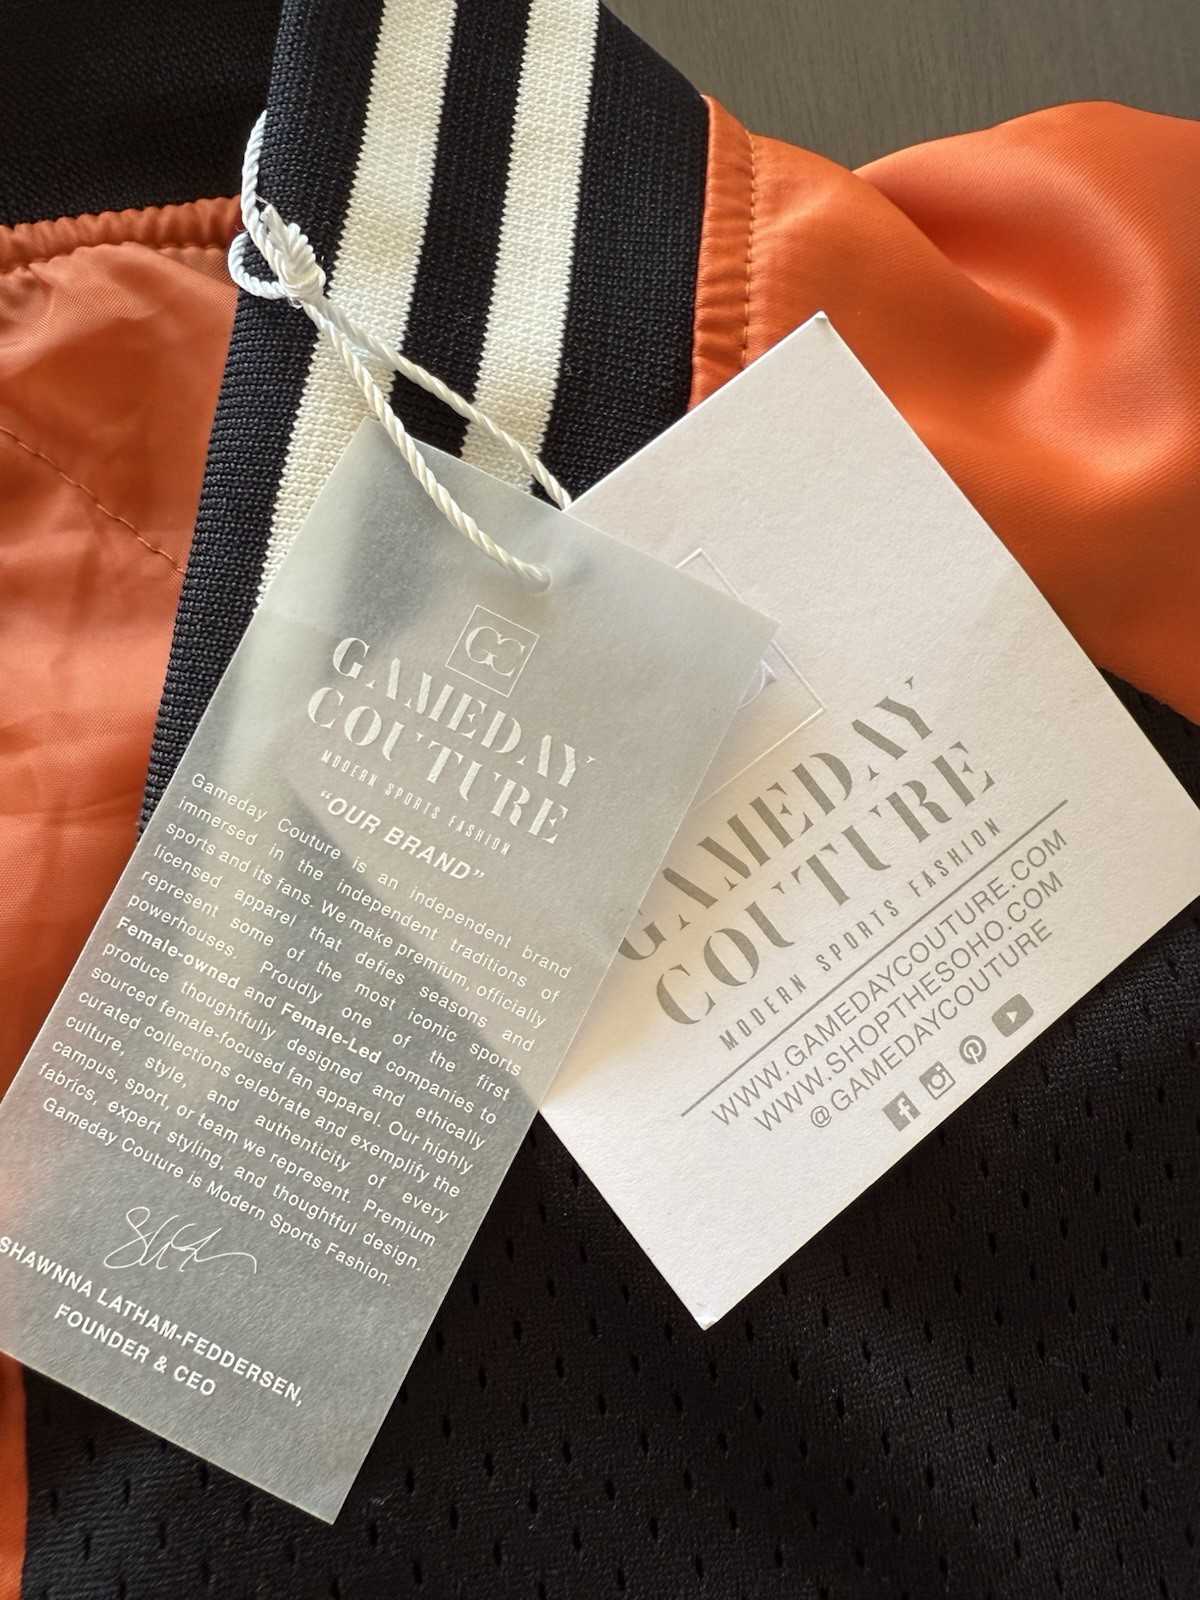 GC
GAMEDAY
COUTURE
MODERN SPORTS FASHION
“OUR BRAND”
Gameday Couture is an independent brand
immersed in the independent traditions of
sports and its fans. We make premium, officially
licensed apparel that defies seasons and
represent some of the most iconic sports
powerhouses. Proudly one of the first
Female-owned and Female-Led companies to
produce thoughtfully designed and ethically
sourced female-focused fan apparel. Our highly
curated collections celebrate and exemplify the
culture, style, and authenticity of every
campus, sport, or team we represent. Premium
fabrics, expert styling, and thoughtful design.
Gameday Couture is Modern Sports Fashion.
SHAWNNA LATHAM-FEDDERSEN,
FOUNDER & CEO
GAMEDAY
COUTURE
MODERN SPORTS FASHION
WWW.GAMEDAYCOUTURE.COM
WWW.SHOPTHESOHO.COM
@GAMEDAYCOUTURE